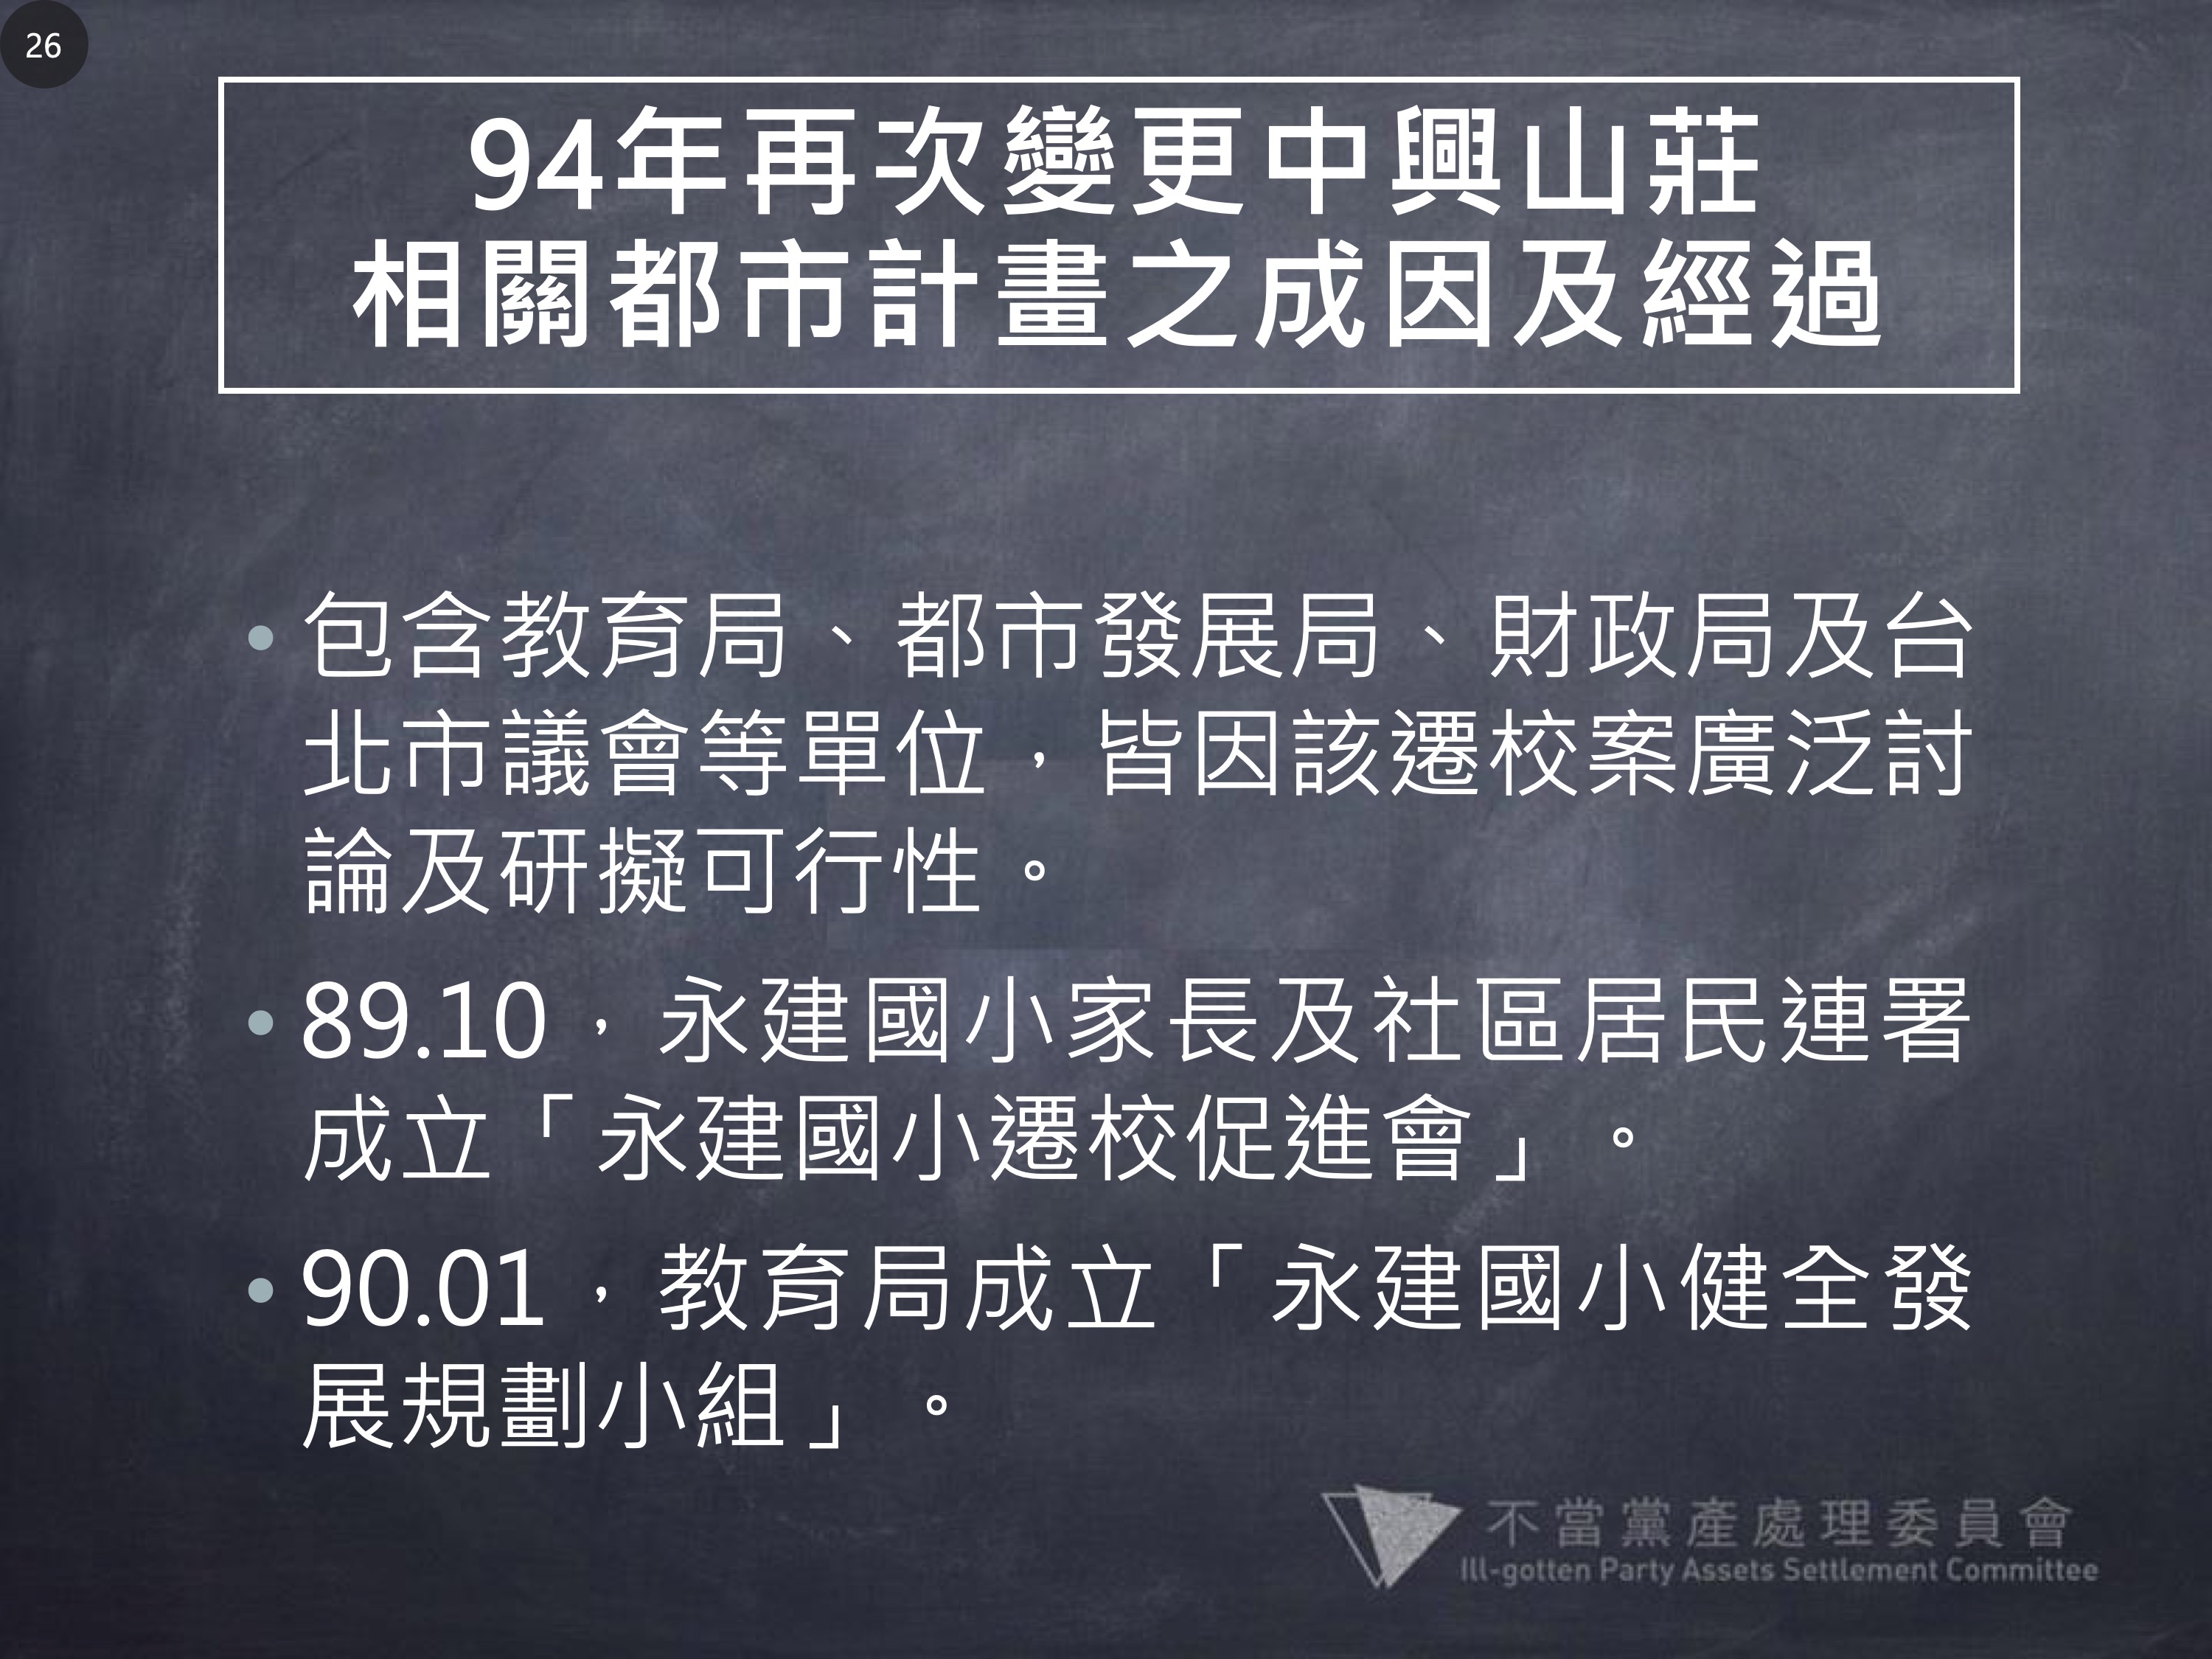 26
94年再次變更中興山莊
相關都市計畫之成因及經過
•包含教育局、都市發展局、財政局及台
北市議會等單位，皆因該遷校案廣泛討
論及研擬可行性。
•89.10，永建國小家長及社區居民連署
成立「永建國小遷校促進會」。
•90.01，教育局成立「永建國小健全發
展規劃小組」。
不當黨產處理委員會
Ill-gotten Party Assets Settlement Committee